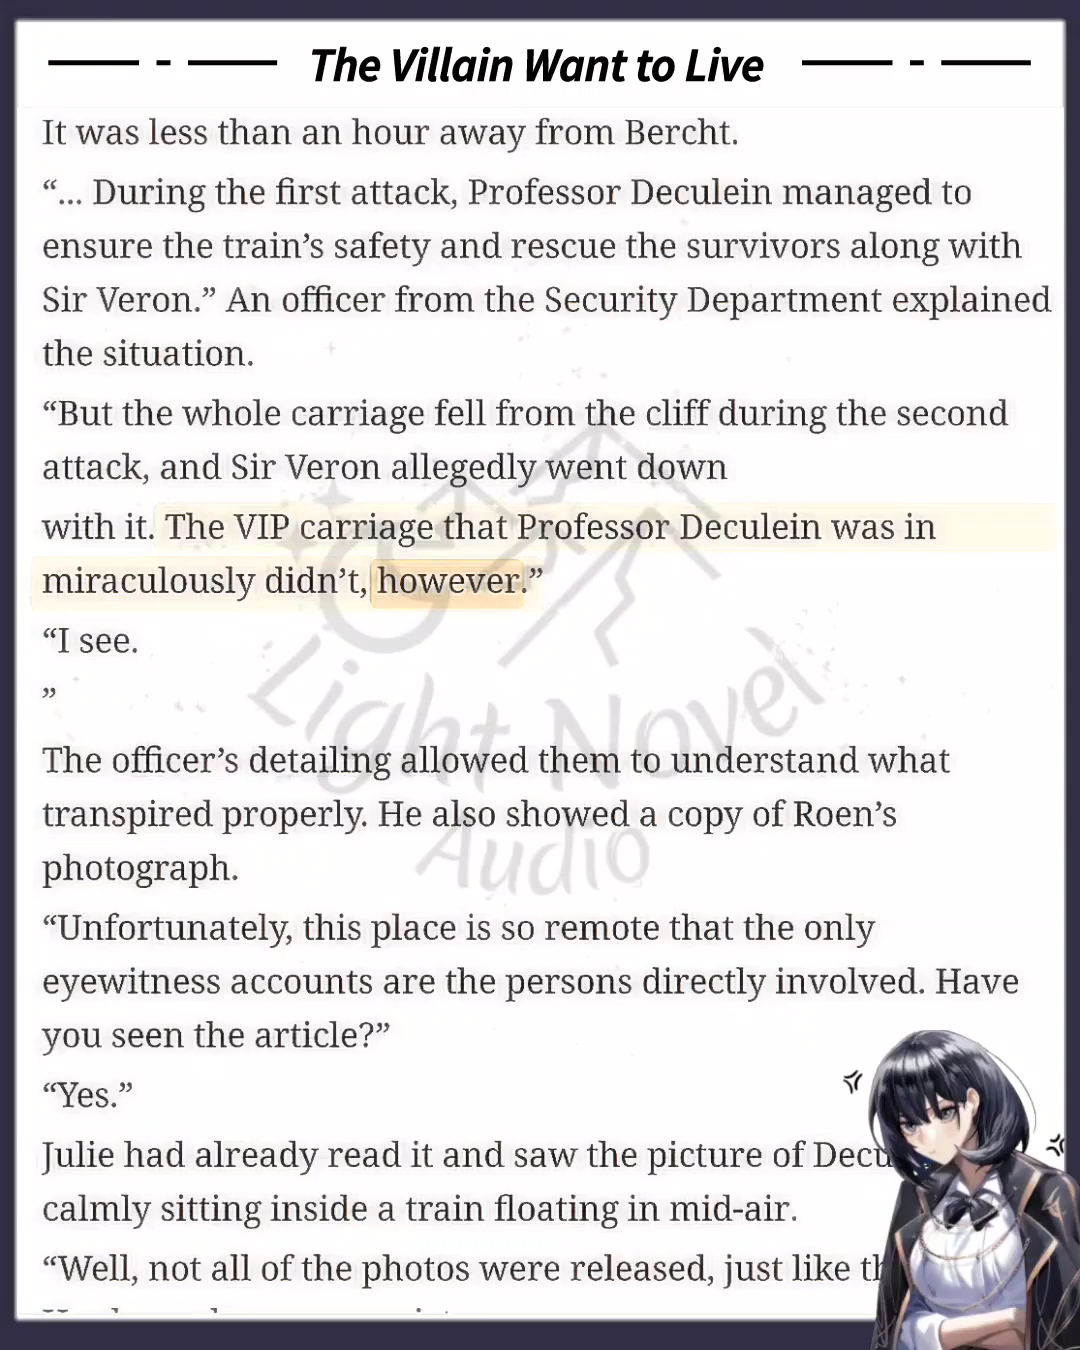 The Villain Want to Live
It was less than an hour away from Bercht.
“... During the first attack, Professor Deculein managed to
ensure the train’s safety and rescue the survivors along with
Sir Veron.” An officer from the Security Department explained
the situation.
“But the whole carriage fell from the cliff during the second
attack, and Sir Veron allegedly went down
with it. The VIP carriage that Professor Deculein was in
miraculously didn’t, however.”
“I see.
”
The officer’s detailing allowed them to understand what
transpired properly. He also showed a copy of Roen’s
photograph.
“Unfortunately, this place is so remote that the only
eyewitness accounts are the persons directly involved. Have
you seen the article?”
“Yes.”
Julie had already read it and saw the picture of Decu
calmly sitting inside a train floating in mid-air.
“Well, not all of the photos were released, just like
Light Novel
Audio